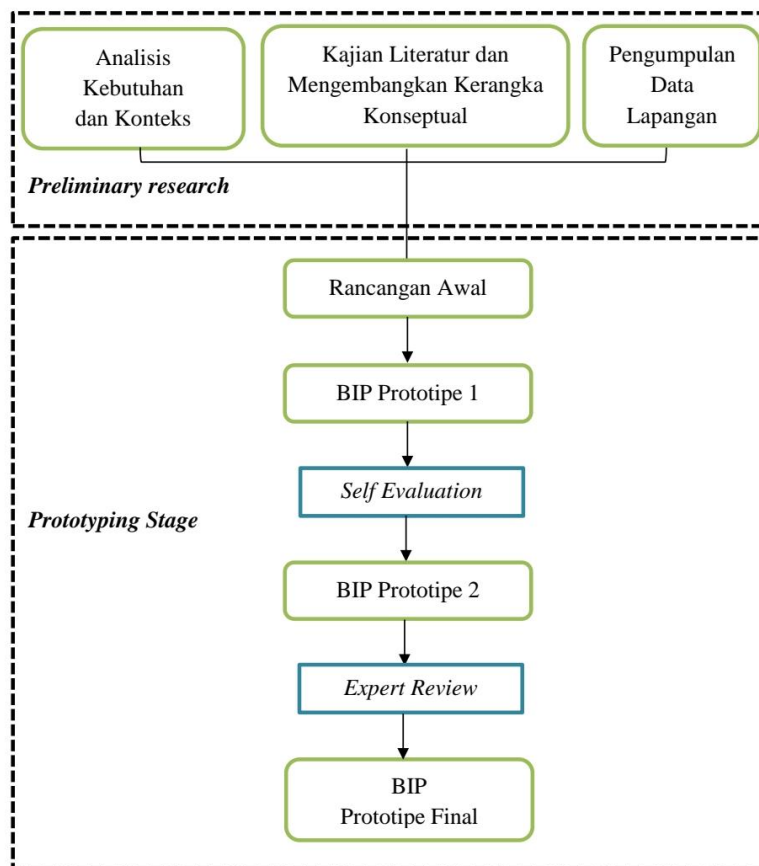 Analisis
Kebutuhan
dan Konteks
Kajian Literatur dan
Mengembangkan Kerangka
Konseptual
Pengumpulan
Data
Lapangan
Preliminary research
Rancangan Awal
BIP Prototipe 1
Self Evaluation
Prototyping Stage
BIP Prototipe 2
Expert Review
BIP
Prototipe Final